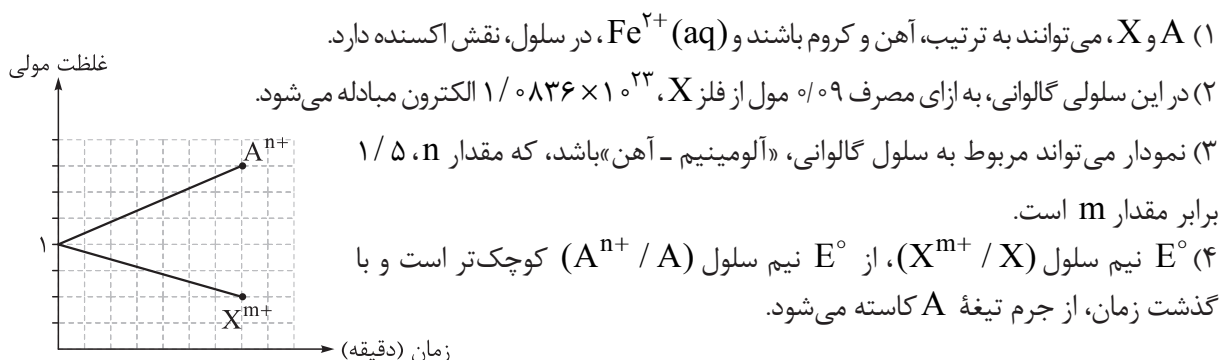 ۱) A و X، می‌توانند به ترتیب، آهن و کروم باشند و Fe²⁺(aq)، در سلول، نقش اکسنده دارد.
۲) در این سلولی گالوانی، به ازای مصرف ۰/۰۹ مول از فلز X، ۱/۰۸۳۶×۱۰²³ الکترون مبادله می‌شود.
۳) نمودار می‌تواند مربوط به سلول گالوانی، «آلومینیم ـ آهن»باشد، که مقدار n، ۱/۵
برابر مقدار m است.
۴) E° نیم سلول (Xᵐ⁺ / X)، از E° نیم سلول (Aⁿ⁺ / A) کوچک‌تر است و با
گذشت زمان، از جرم تیغۀ A کاسته می‌شود.
غلظت مولی
Aⁿ⁺
۱
Xᵐ⁺
زمان (دقیقه)